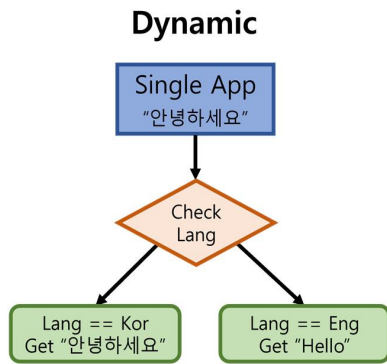 Dynamic
Single App
“안녕하세요”
Check
Lang
Lang == Kor
Get “안녕하세요”
Lang == Eng
Get “Hello”